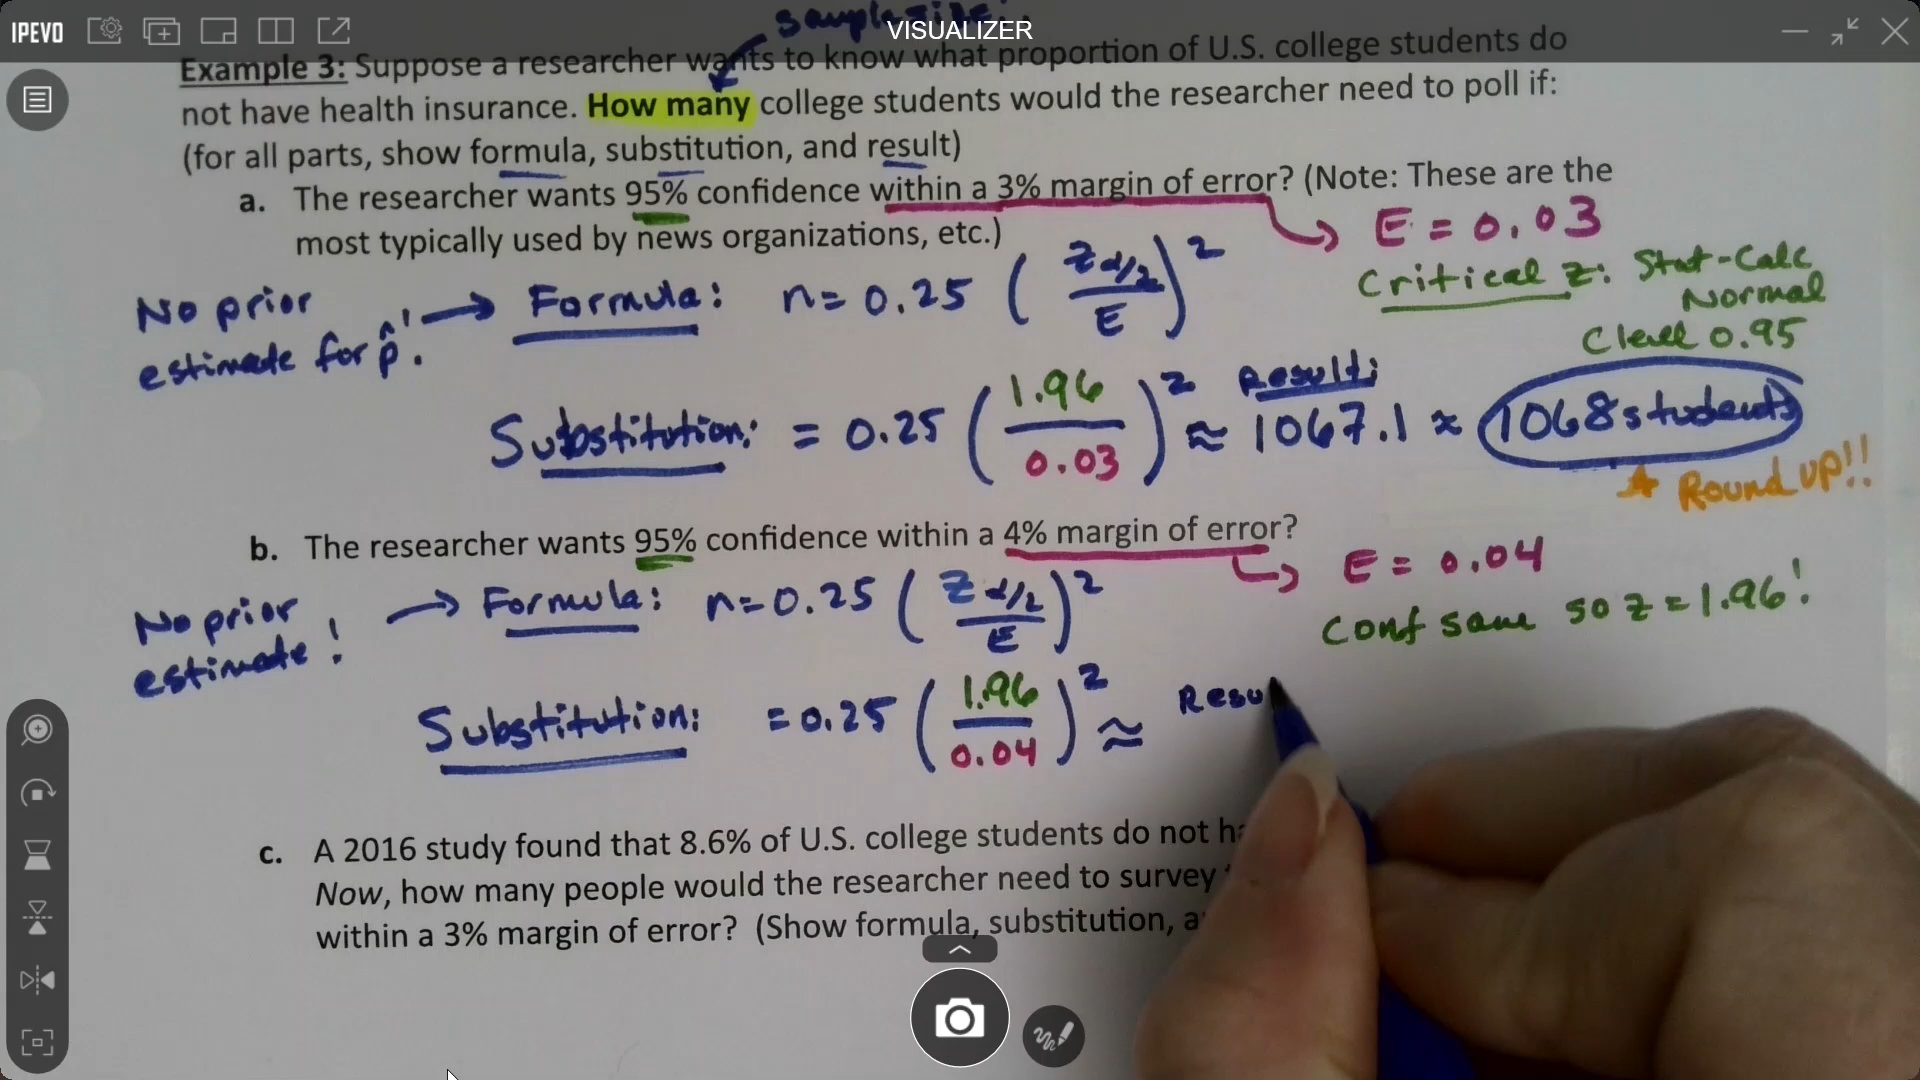 IPEVO
VISUALIZER
sample size:
Example 3: Suppose a researcher wants to know what proportion of U.S. college students do
not have health insurance. How many college students would the researcher need to poll if:
(for all parts, show formula, substitution, and result)
a. The researcher wants 95% confidence within a 3% margin of error? (Note: These are the
most typically used by news organizations, etc.)
E = 0.03
Critical z: Stat-Calc
Normal
C level 0.95
No prior
estimate for p̂!
Formula: n = 0.25 (Zα/2 / E)²
Substitution: = 0.25 (1.96 / 0.03)² ≈ 1067.1 ≈ 1068 students
Result:
Round up!!
b. The researcher wants 95% confidence within a 4% margin of error?
E = 0.04
Conf same so z = 1.96!
No prior
estimate!
Formula: n = 0.25 (Zα/2 / E)²
Substitution: = 0.25 (1.96 / 0.04)² ≈
Resu
c. A 2016 study found that 8.6% of U.S. college students do not ha
Now, how many people would the researcher need to survey
within a 3% margin of error? (Show formula, substitution, a